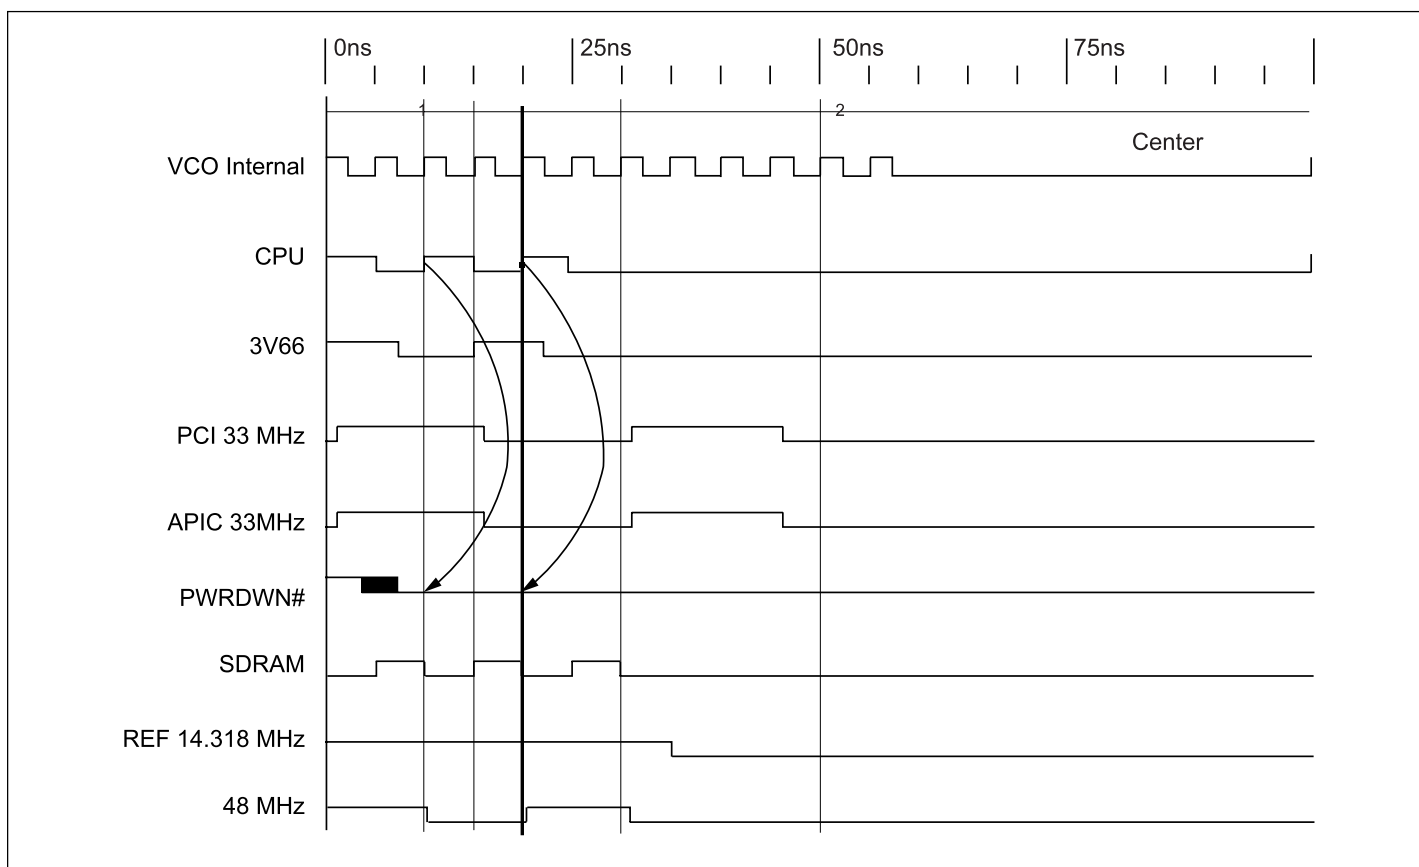 0ns 25ns 50ns 75ns
1 2
Center
VCO Internal
CPU
3V66
PCI 33 MHz
APIC 33MHz
PWRDWN#
SDRAM
REF 14.318 MHz
48 MHz